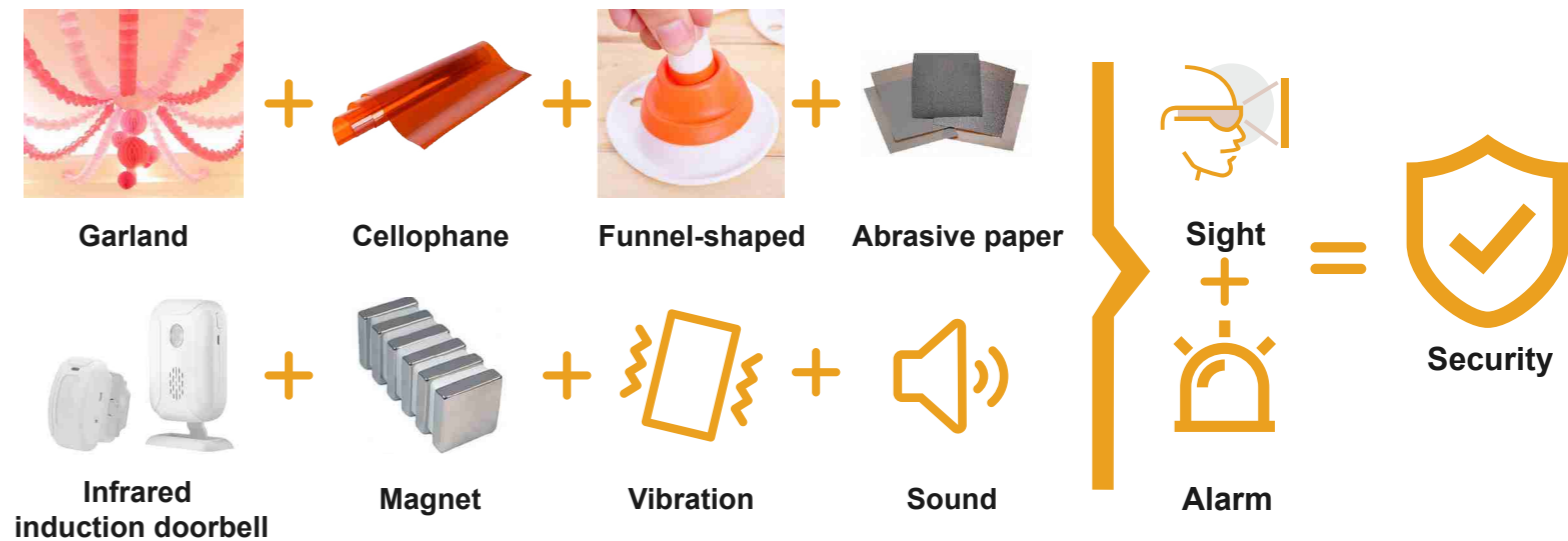 Garland
Cellophane
Funnel-shaped
Abrasive paper
Sight
Security
Infrared
induction doorbell
Magnet
Vibration
Sound
Alarm